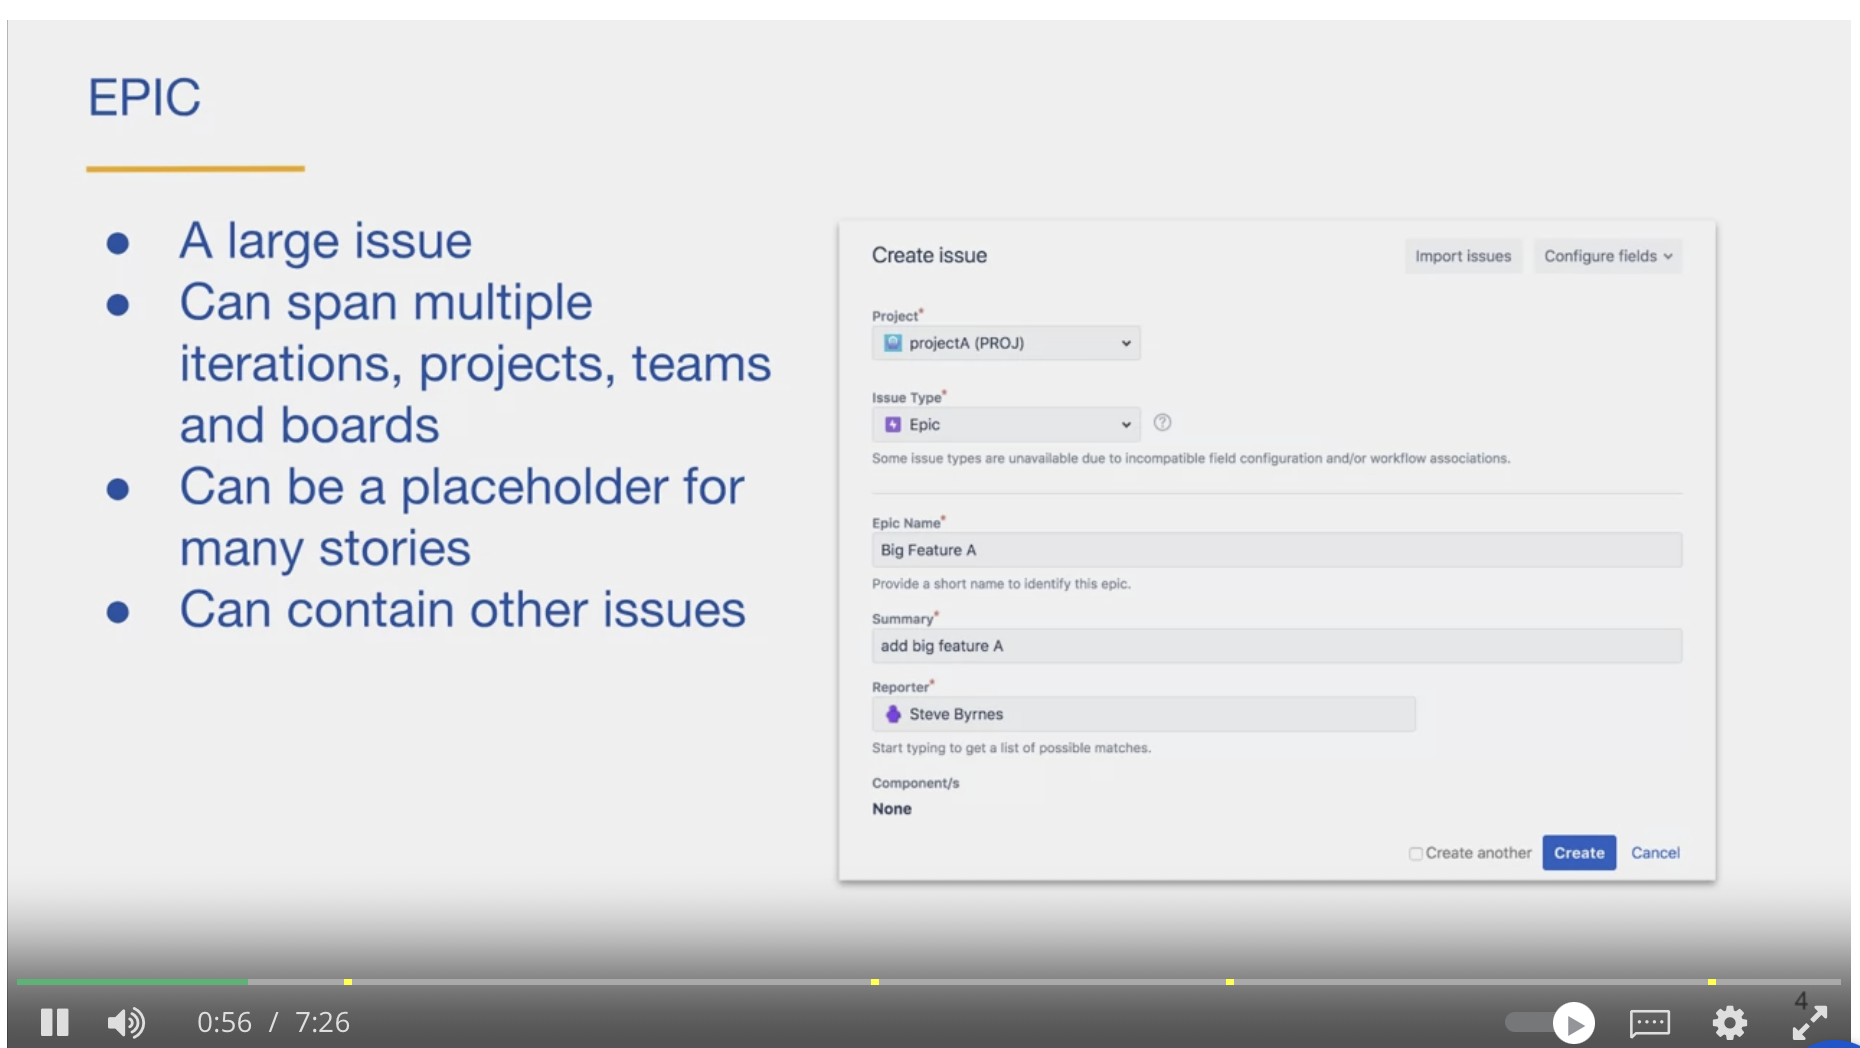 EPIC
● A large issue
● Can span multiple
iterations, projects, teams
and boards
● Can be a placeholder for
many stories
● Can contain other issues
Create issue
Import issues
Configure fields
Project*
projectA (PROJ)
Issue Type*
Epic
Some issue types are unavailable due to incompatible field configuration and/or workflow associations.
Epic Name*
Big Feature A
Provide a short name to identify this epic.
Summary*
add big feature A
Reporter*
Steve Byrnes
Start typing to get a list of possible matches.
Component/s
None
Create another
Create
Cancel
0:56 / 7:26
4